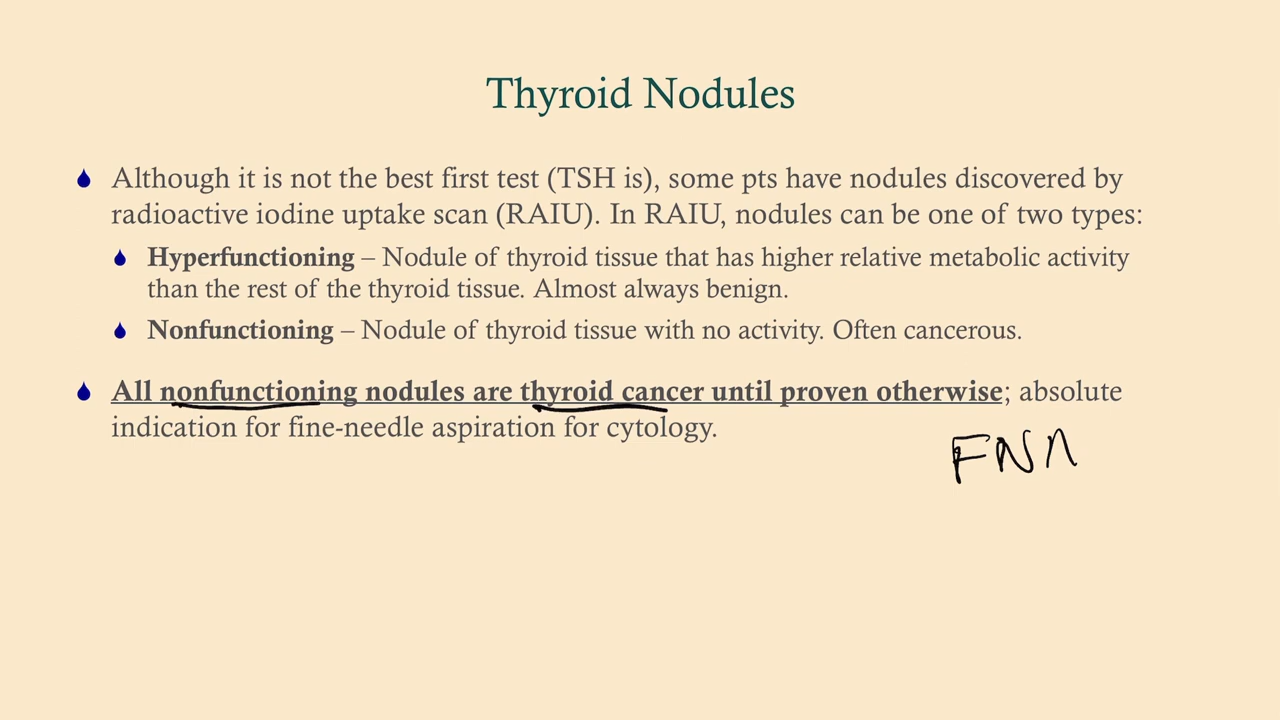 Thyroid Nodules
Although it is not the best first test (TSH is), some pts have nodules discovered by
radioactive iodine uptake scan (RAIU). In RAIU, nodules can be one of two types:
Hyperfunctioning – Nodule of thyroid tissue that has higher relative metabolic activity
than the rest of the thyroid tissue. Almost always benign.
Nonfunctioning – Nodule of thyroid tissue with no activity. Often cancerous.
All nonfunctioning nodules are thyroid cancer until proven otherwise; absolute
indication for fine-needle aspiration for cytology.
FNA